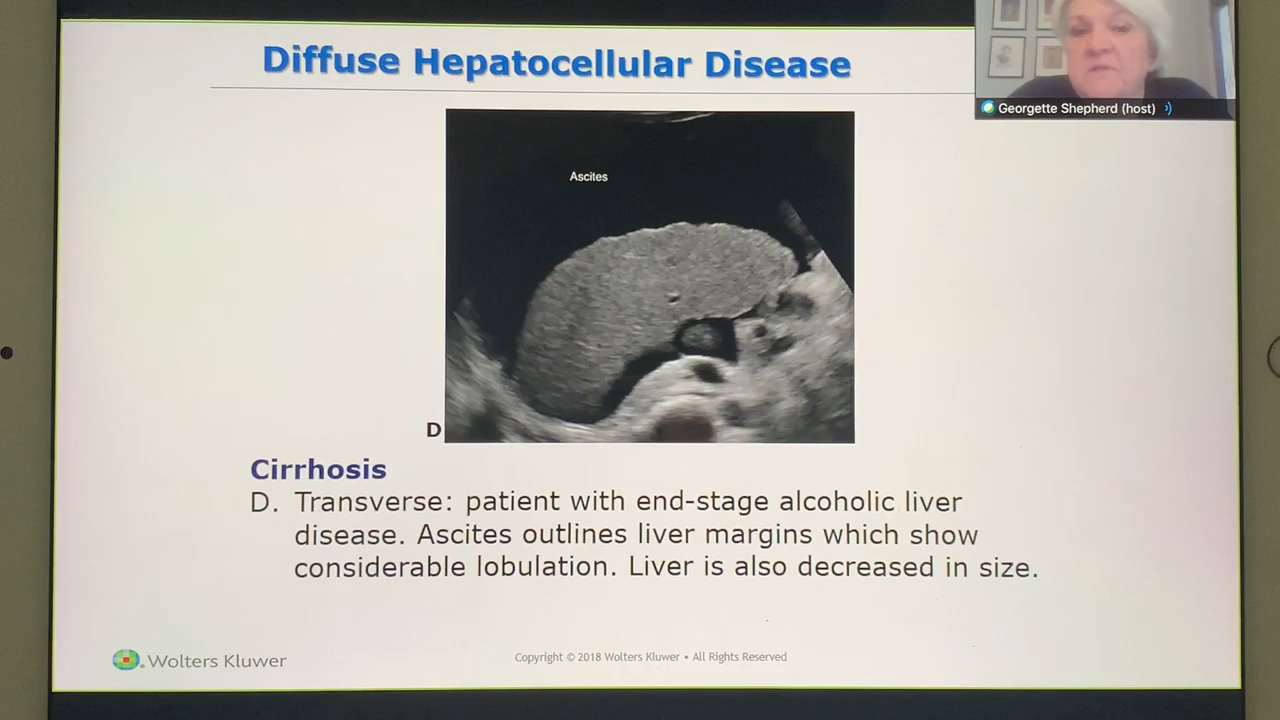 Diffuse Hepatocellular Disease
Georgette Shepherd (host)
Ascites
D
Cirrhosis
D. Transverse: patient with end-stage alcoholic liver
disease. Ascites outlines liver margins which show
considerable lobulation. Liver is also decreased in size.
Wolters Kluwer
Copyright © 2018 Wolters Kluwer • All Rights Reserved